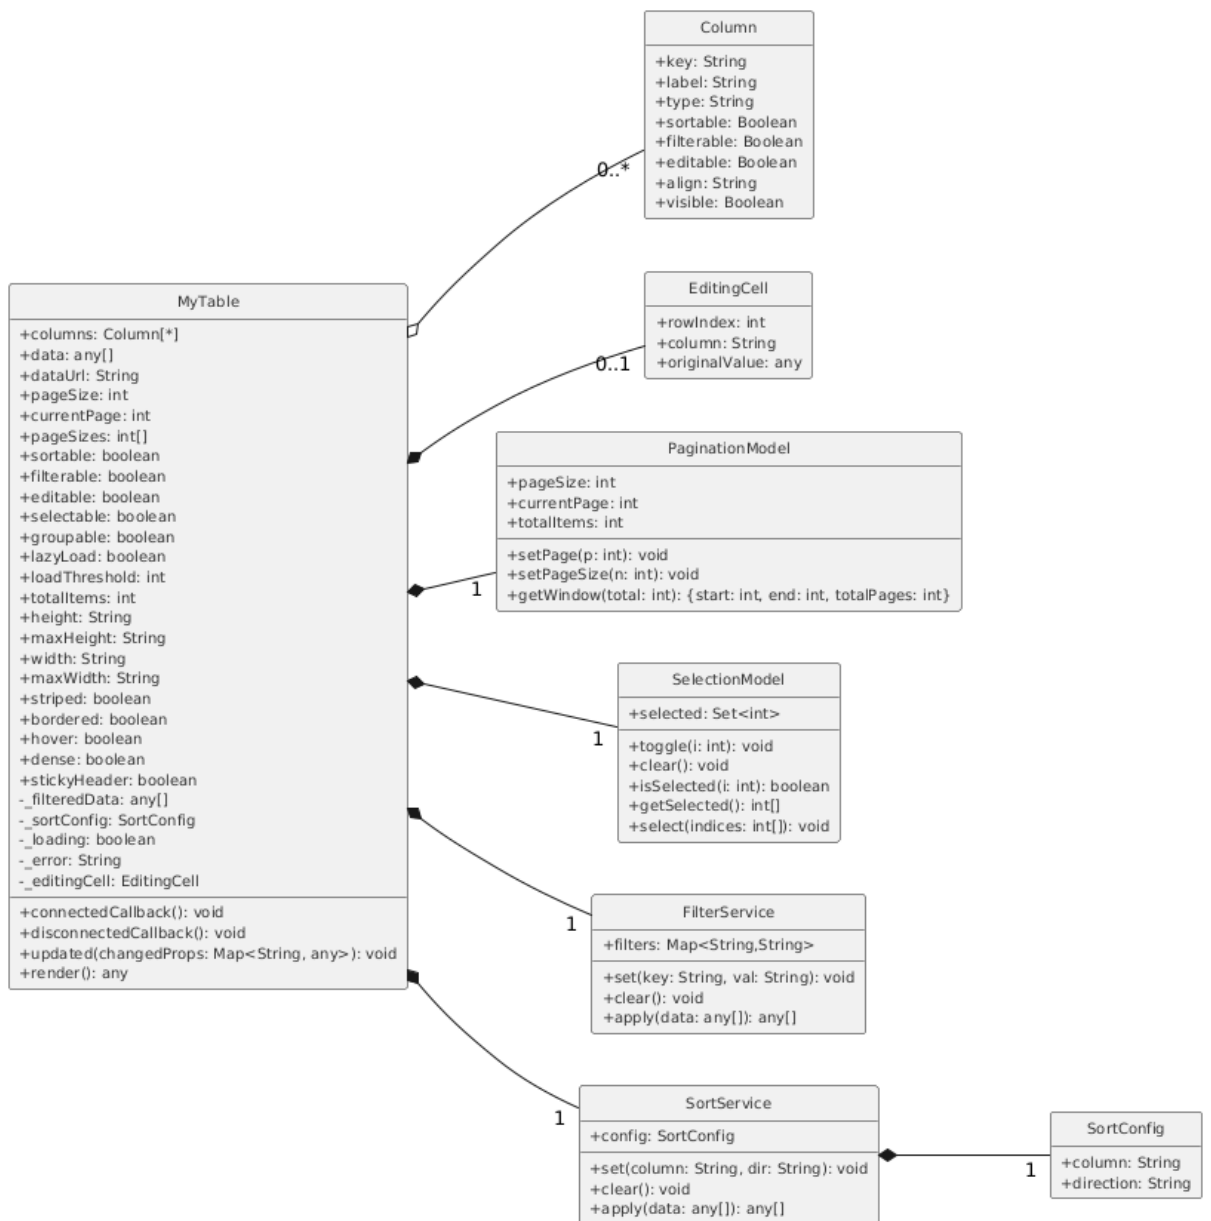 Column
+key: String
+label: String
+type: String
+sortable: Boolean
+filterable: Boolean
+editable: Boolean
+align: String
+visible: Boolean
0..*
MyTable
+columns: Column[*]
+data: any[]
+dataUrl: String
+pageSize: int
+currentPage: int
+pageSizes: int[]
+sortable: boolean
+filterable: boolean
+editable: boolean
+selectable: boolean
+groupable: boolean
+lazyLoad: boolean
+loadThreshold: int
+totalItems: int
+height: String
+maxHeight: String
+width: String
+maxWidth: String
+striped: boolean
+bordered: boolean
+hover: boolean
+dense: boolean
+stickyHeader: boolean
-_filteredData: any[]
-_sortConfig: SortConfig
-_loading: boolean
-_error: String
-_editingCell: EditingCell
+connectedCallback(): void
+disconnectedCallback(): void
+updated(changedProps: Map<String, any>): void
+render(): any
EditingCell
+rowIndex: int
+column: String
+originalValue: any
0..1
PaginationModel
+pageSize: int
+currentPage: int
+totalItems: int
+setPage(p: int): void
+setPageSize(n: int): void
+getWindow(total: int): {start: int, end: int, totalPages: int}
1
SelectionModel
+selected: Set<int>
+toggle(i: int): void
+clear(): void
+isSelected(i: int): boolean
+getSelected(): int[]
+select(indices: int[]): void
1
FilterService
+filters: Map<String,String>
+set(key: String, val: String): void
+clear(): void
+apply(data: any[]): any[]
1
SortService
+config: SortConfig
+set(column: String, dir: String): void
+clear(): void
+apply(data: any[]): any[]
1
SortConfig
+column: String
+direction: String
1